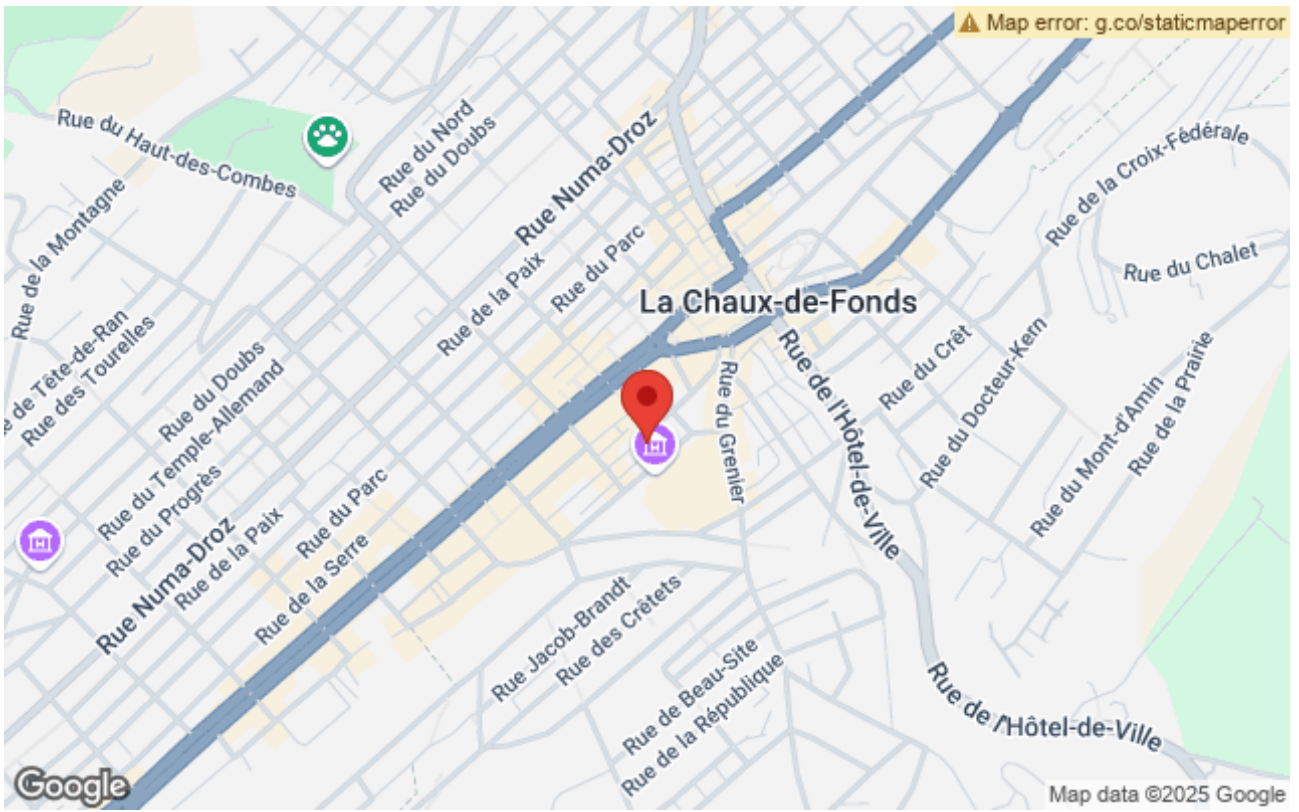 Map error: g.co/staticmaperror
Rue du Haut-des-Combes
Rue du Nord
Rue du Doubs
Rue Numa-Droz
Rue de la Croix-Fédérale
Rue de la Montagne
Rue du Parc
Rue de la Paix
Rue du Chalet
La Chaux-de-Fonds
e de Tête-de-Ran
Rue des Tourelles
Rue du Doubs
Rue du Temple-Allemand
Rue du Progrès
Rue du Crêt
Rue du Docteur-Kern
Rue de l'Hôtel-de-Ville
Rue du Grenier
Rue du Mont-d'Amin
Rue de la Prairie
Rue du Parc
Rue de la Paix
Rue Numa-Droz
Rue de la Serre
Rue Jacob-Brandt
Rue des Crêtets
Rue de Beau-Site
Rue de la République
Rue de l'Hôtel-de-Ville
Google
Map data ©2025 Google